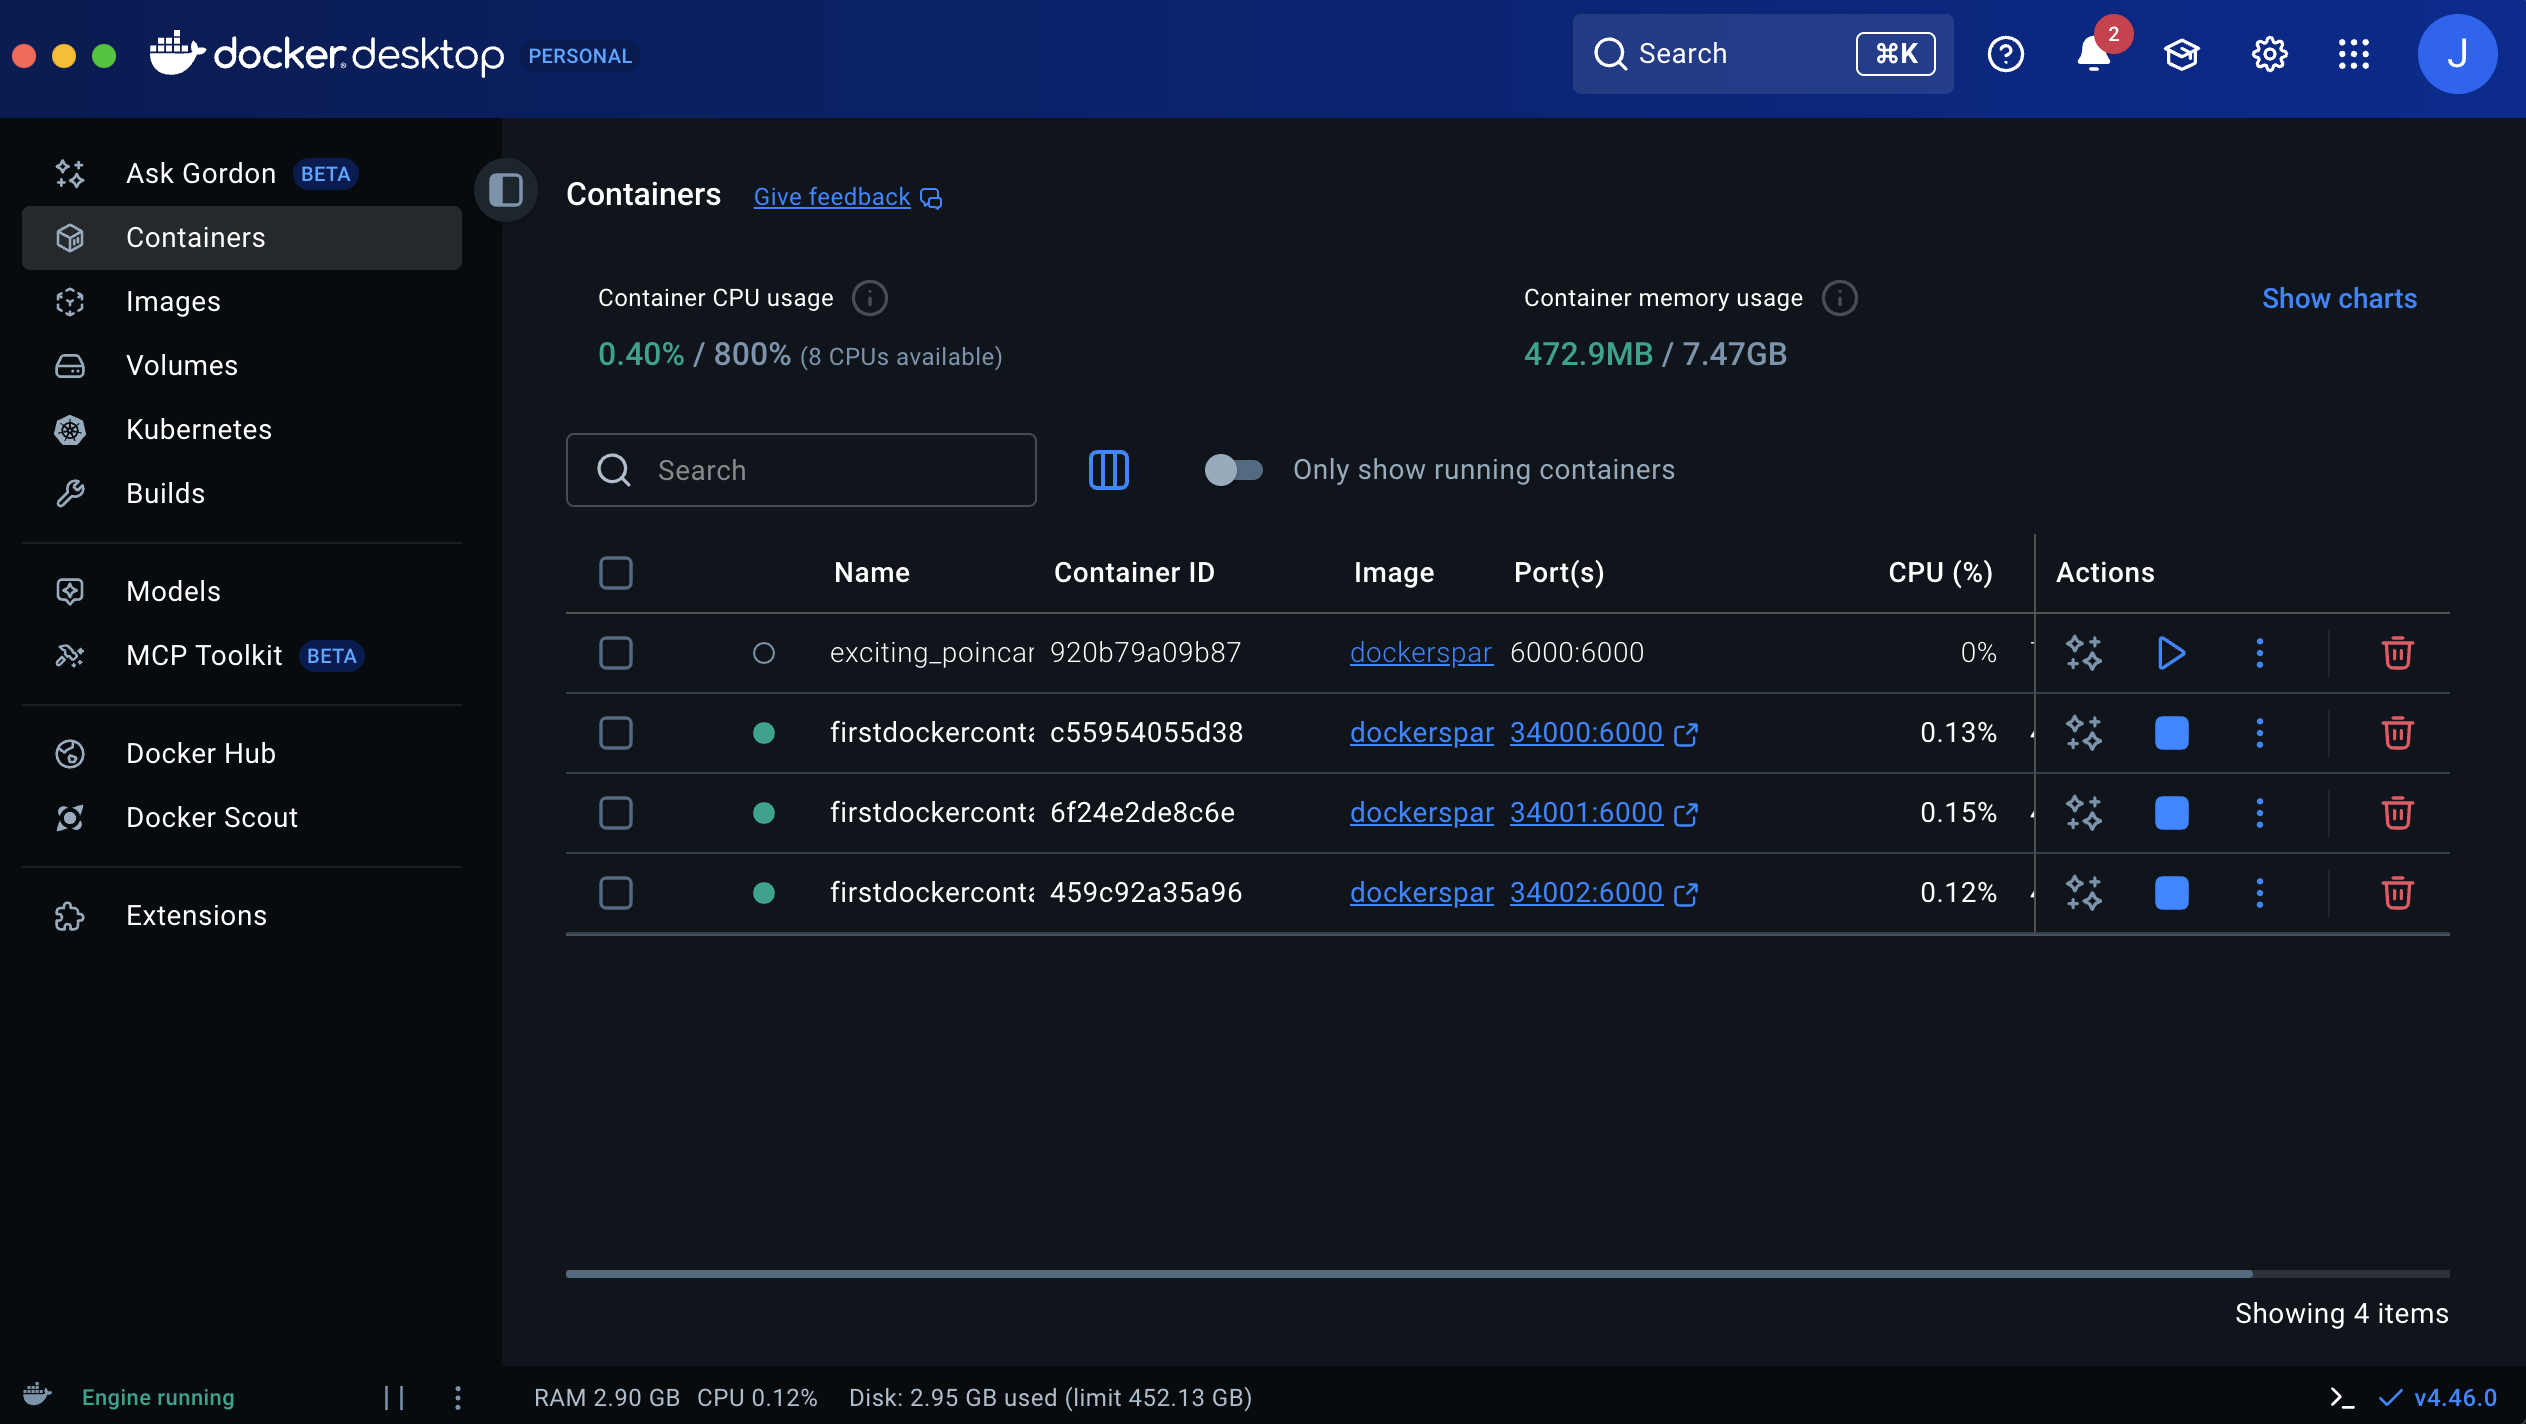 docker desktop PERSONAL
Search ⌘K
2
J
Ask Gordon BETA
Containers
Images
Volumes
Kubernetes
Builds
Models
MCP Toolkit BETA
Docker Hub
Docker Scout
Extensions
Containers Give feedback
Container CPU usage
0.40% / 800% (8 CPUs available)
Container memory usage
472.9MB / 7.47GB
Show charts
Search
Only show running containers
Name Container ID Image Port(s) CPU (%) Actions
exciting_poincar 920b79a09b87 dockerspar 6000:6000 0%
firstdockerconta c55954055d38 dockerspar 34000:6000 0.13%
firstdockerconta 6f24e2de8c6e dockerspar 34001:6000 0.15%
firstdockerconta 459c92a35a96 dockerspar 34002:6000 0.12%
Showing 4 items
Engine running
RAM 2.90 GB CPU 0.12% Disk: 2.95 GB used (limit 452.13 GB)
v4.46.0